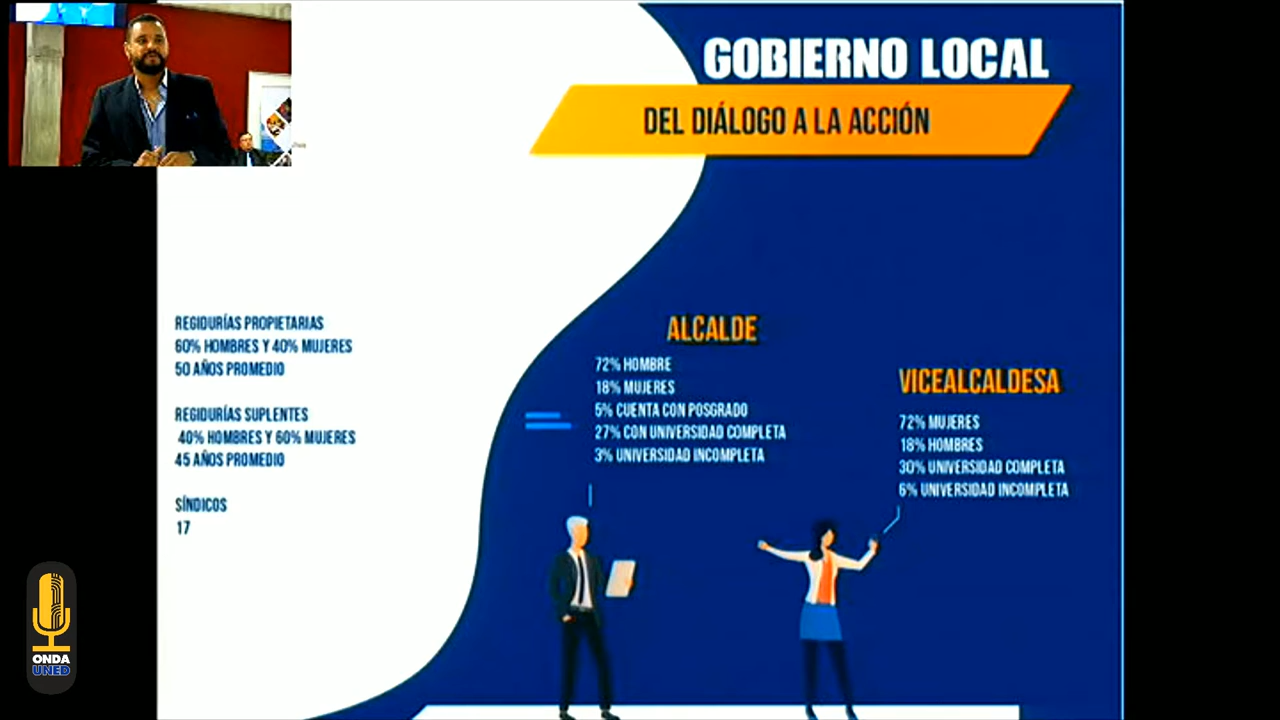 GOBIERNO LOCAL
DEL DIÁLOGO A LA ACCIÓN
REGIDURÍAS PROPIETARIAS
60% HOMBRES Y 40% MUJERES
50 AÑOS PROMEDIO
REGIDURÍAS SUPLENTES
40% HOMBRES Y 60% MUJERES
45 AÑOS PROMEDIO
SÍNDICOS
17
ALCALDE
72% HOMBRE
18% MUJERES
5% CUENTA CON POSGRADO
27% CON UNIVERSIDAD COMPLETA
3% UNIVERSIDAD INCOMPLETA
VICEALCALDESA
72% MUJERES
18% HOMBRES
30% UNIVERSIDAD COMPLETA
6% UNIVERSIDAD INCOMPLETA
ONDA
UNED